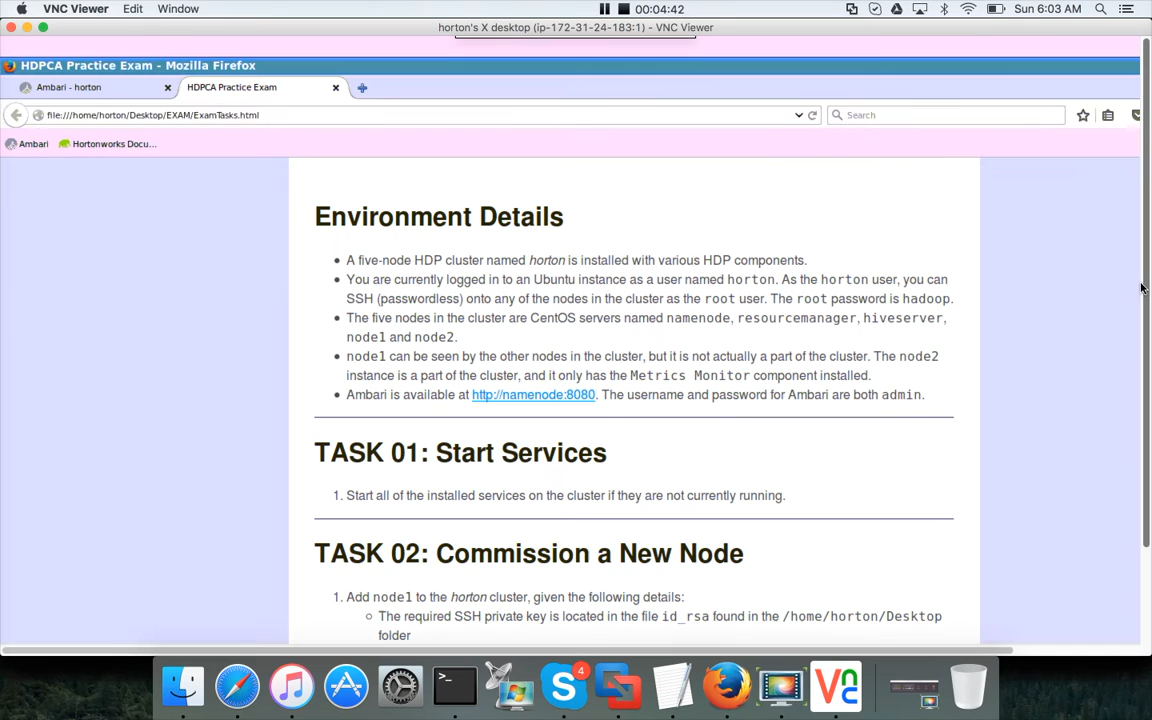 VNC Viewer Edit Window 00:04:42 Sun 6:03 AM
horton's X desktop (ip-172-31-24-183:1) – VNC Viewer
HDPCA Practice Exam - Mozilla Firefox
Ambari - horton × HDPCA Practice Exam ×
file:///home/horton/Desktop/EXAM/ExamTasks.html Search
Ambari Hortonworks Docu...
Environment Details
• A five-node HDP cluster named horton is installed with various HDP components.
• You are currently logged in to an Ubuntu instance as a user named horton. As the horton user, you can
SSH (passwordless) onto any of the nodes in the cluster as the root user. The root password is hadoop.
• The five nodes in the cluster are CentOS servers named namenode, resourcemanager, hiveserver,
node1 and node2.
• node1 can be seen by the other nodes in the cluster, but it is not actually a part of the cluster. The node2
instance is a part of the cluster, and it only has the Metrics Monitor component installed.
• Ambari is available at http://namenode:8080. The username and password for Ambari are both admin.
TASK 01: Start Services
1. Start all of the installed services on the cluster if they are not currently running.
TASK 02: Commission a New Node
1. Add node1 to the horton cluster, given the following details:
○ The required SSH private key is located in the file id_rsa found in the /home/horton/Desktop
folder
4